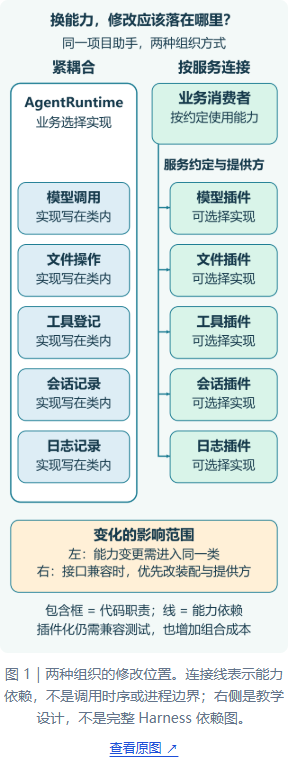 换能力，修改应该落在哪里？
同一项目助手，两种组织方式
紧耦合
按服务连接
AgentRuntime
业务选择实现
业务消费者
按约定使用能力
服务约定与提供方
模型调用
实现写在类内
模型插件
可选择实现
文件操作
实现写在类内
文件插件
可选择实现
工具登记
实现写在类内
工具插件
可选择实现
会话记录
实现写在类内
会话插件
可选择实现
日志记录
实现写在类内
日志插件
可选择实现
变化的影响范围
左：能力变更需进入同一类
右：接口兼容时，优先改装配与提供方
包含框 = 代码职责；线 = 能力依赖
插件化仍需兼容测试，也增加组合成本
图 1｜两种组织的修改位置。连接线表示能力
依赖，不是调用时序或进程边界；右侧是教学
设计，不是完整 Harness 依赖图。
查看原图 ↗